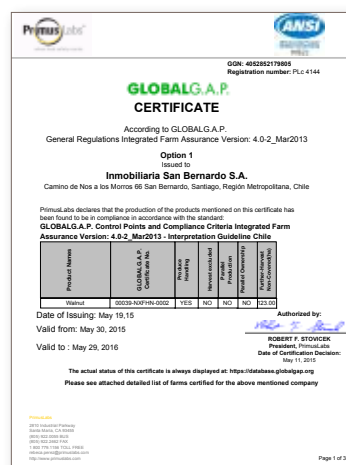 PrimusLabs
ANSI
GGN: 4052852179805
Registration number: PLc 4144
GLOBALG.A.P.
CERTIFICATE
According to GLOBALG.A.P.
General Regulations Integrated Farm Assurance Version: 4.0-2_Mar2013
Option 1
Issued to
Inmobiliaria San Bernardo S.A.
Camino de Nos a los Morros 66 San Bernardo, Santiago, Región Metropolitana, Chile
PrimusLabs declares that the production of the products mentioned on this certificate has
been found to be in compliance in accordance with the standard:
GLOBALG.A.P. Control Points and Compliance Criteria Integrated Farm
Assurance Version: 4.0-2_Mar2013 - Interpretation Guideline Chile
Product Names GLOBALG.A.P. Certificate No. Produce Handling Harvest excluded Parallel Production Parallel Ownership Further-Harvest Non-Covered(ha)
Walnut 00039-NXFHN-0002 YES NO NO NO 123.00
Date of Issuing: May 19,15
Authorized by:
Valid from: May 30, 2015
Valid to : May 29, 2016
ROBERT F. STOVICEK
President, PrimusLabs
Date of Certification Decision:
May 11, 2015
The actual status of this certificate is always displayed at: https://database.globalgap.org
Please see attached detailed list of farms certified for the above mentioned company
PrimusLabs
2810 Industrial Parkway
Santa Maria, CA 93455
Page 1 of 3